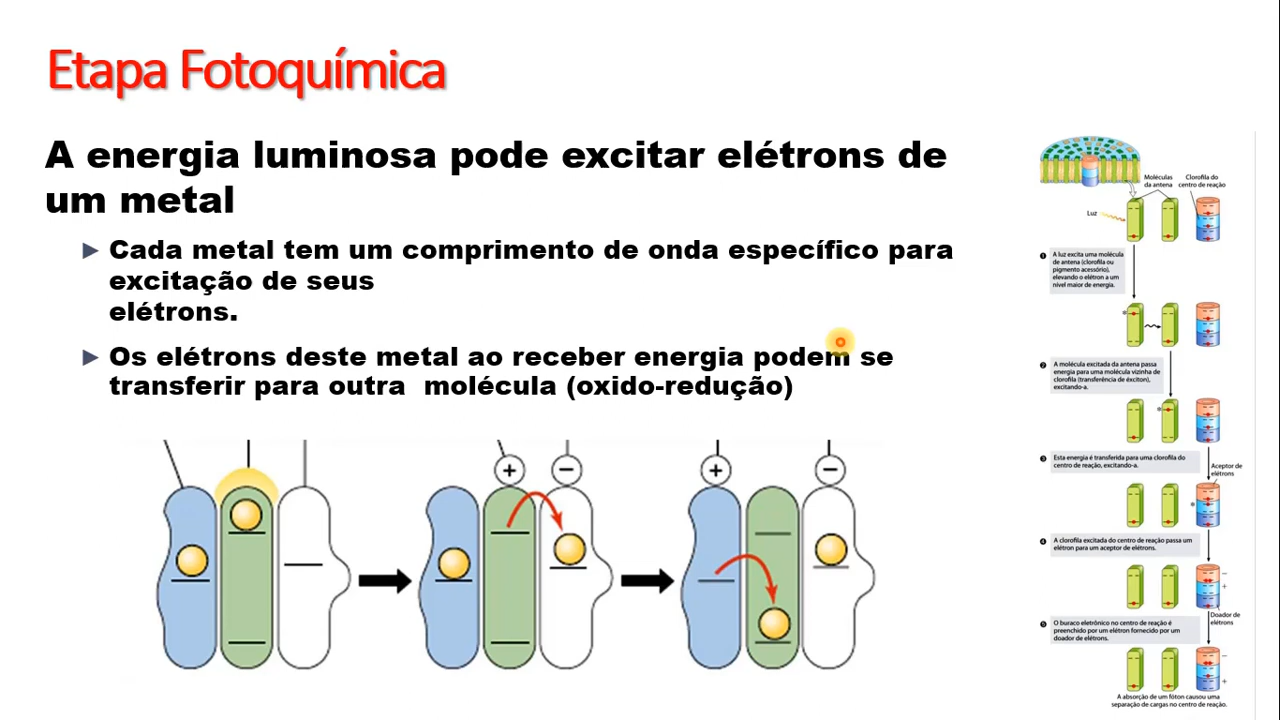 Etapa Fotoquímica
A energia luminosa pode excitar elétrons de
um metal
Cada metal tem um comprimento de onda específico para
excitação de seus
elétrons.
Os elétrons deste metal ao receber energia podem se
transferir para outra molécula (oxido-redução)
+
−
+
−
Moléculas
da antena
Clorofila do
centro de reação
Luz
1
A luz excita uma molécula
de antena (clorofila ou
pigmento acessório),
elevando o elétron a um
nível maior de energia.
*
2
A molécula excitada da antena passa
energia para uma molécula vizinha de
clorofila (transferência de éxciton),
excitando-a.
*
3
Esta energia é transferida para uma clorofila do
centro de reação, excitando-a.
Aceptor de
elétrons
*
4
A clorofila excitada do centro de reação passa um
elétron para um aceptor de elétrons.
−
+
Doador de
elétrons
5
O buraco eletrônico no centro de reação é
preenchido por um elétron fornecido por um
doador de elétrons.
−
+
A absorção de um fóton causou uma
separação de cargas no centro de reação.